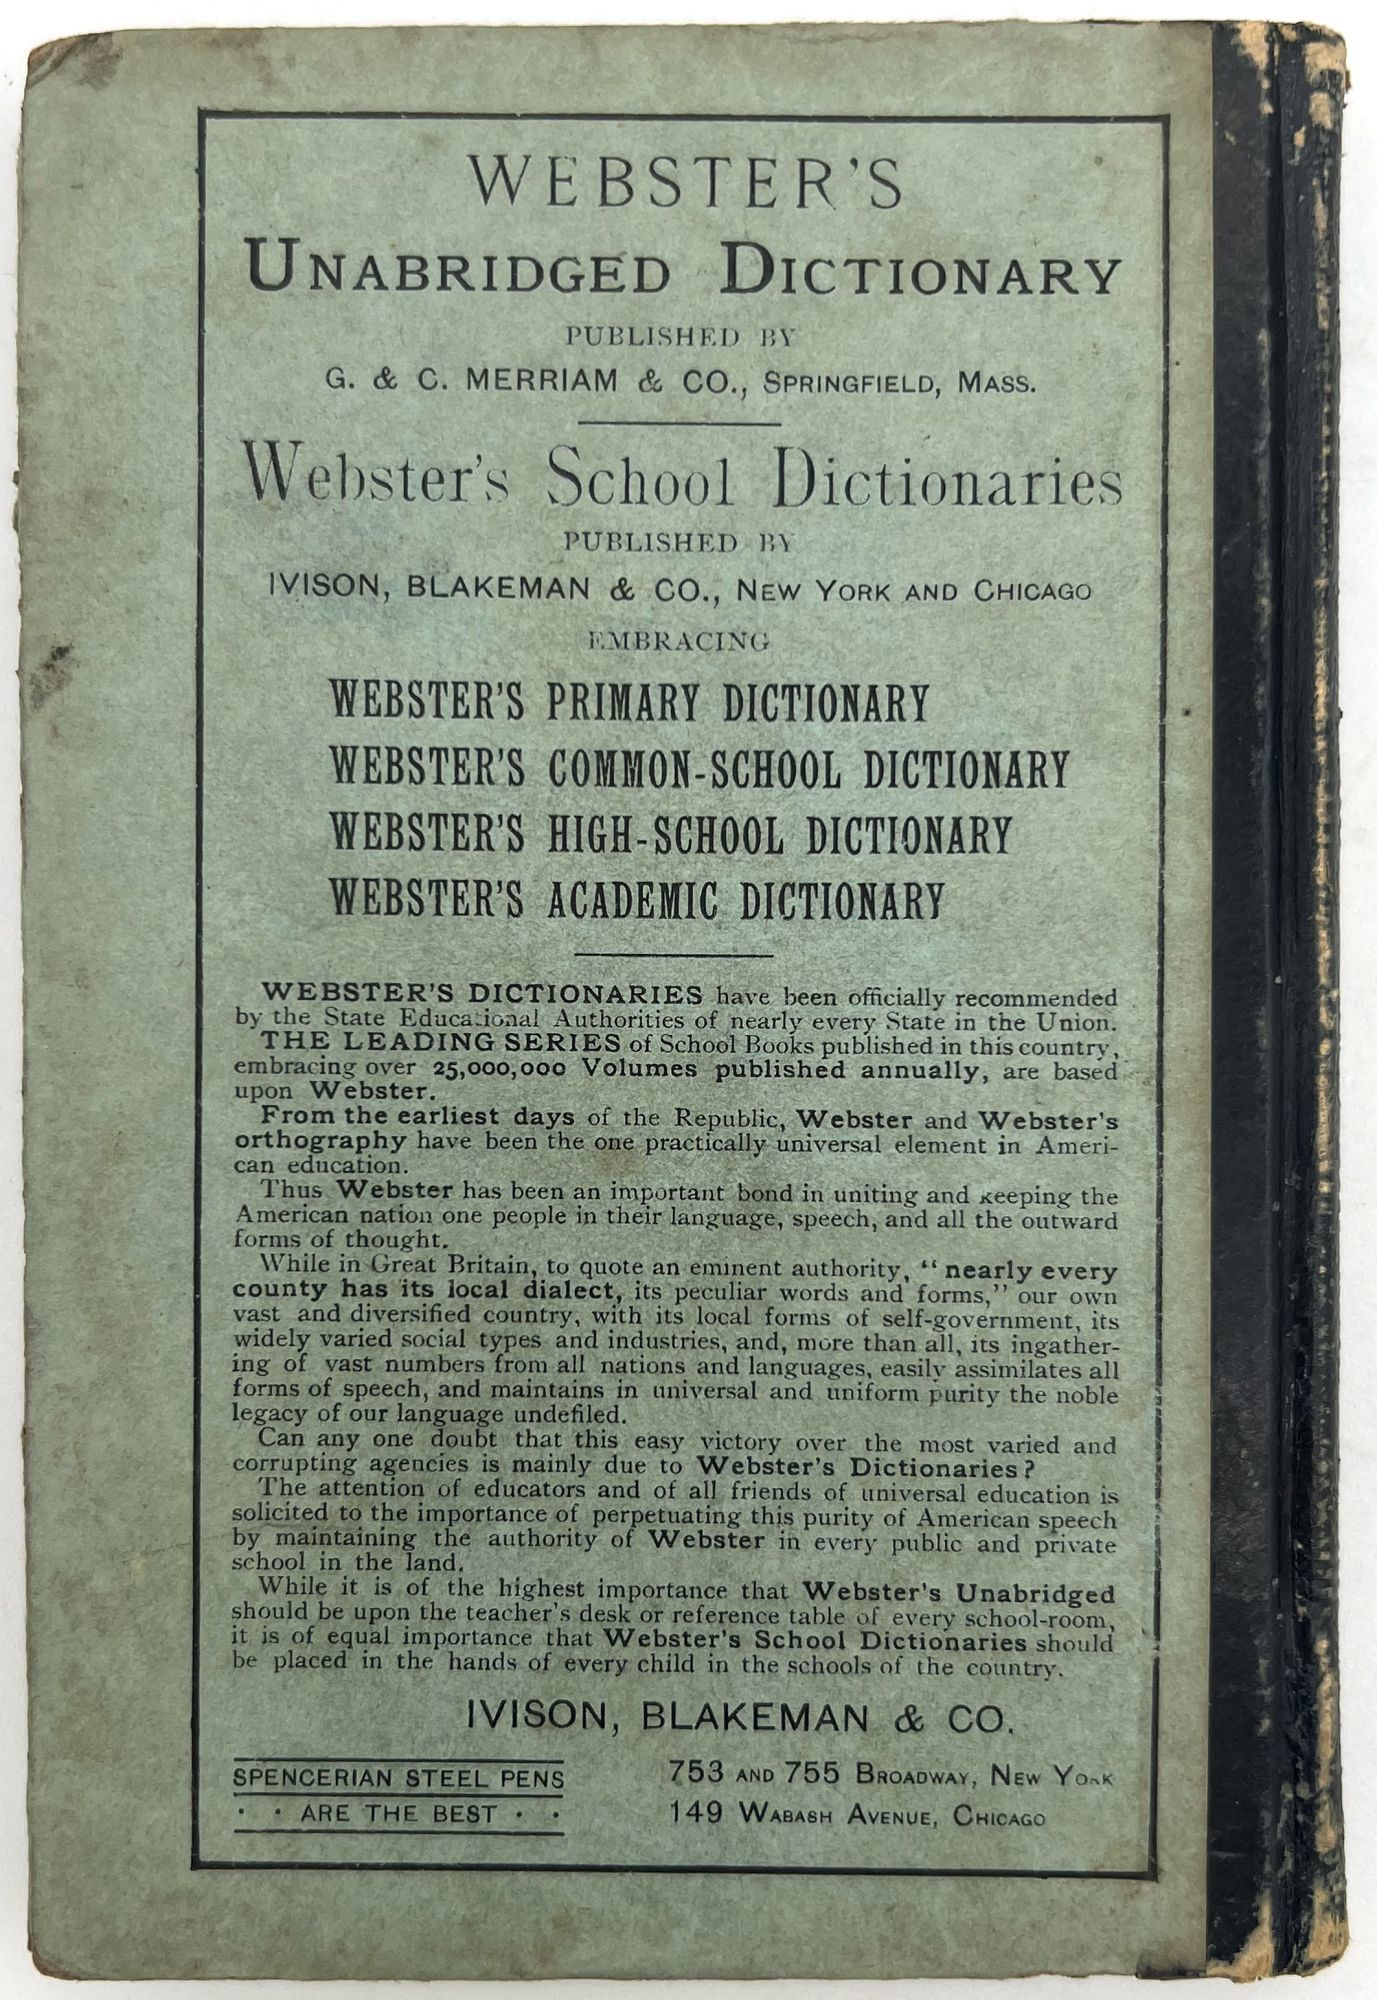 WEBSTER'S
UNABRIDGED DICTIONARY
PUBLISHED BY
G. & C. MERRIAM & CO., SPRINGFIELD, MASS.
Webster's School Dictionaries
PUBLISHED BY
IVISON, BLAKEMAN & CO., NEW YORK AND CHICAGO
EMBRACING
WEBSTER'S PRIMARY DICTIONARY
WEBSTER'S COMMON-SCHOOL DICTIONARY
WEBSTER'S HIGH-SCHOOL DICTIONARY
WEBSTER'S ACADEMIC DICTIONARY
WEBSTER'S DICTIONARIES have been officially recommended
by the State Educational Authorities of nearly every State in the Union.
THE LEADING SERIES of School Books published in this country,
embracing over 25,000,000 Volumes published annually, are based
upon Webster.
From the earliest days of the Republic, Webster and Webster's
orthography have been the one practically universal element in Ameri-
can education.
Thus Webster has been an important bond in uniting and keeping the
American nation one people in their language, speech, and all the outward
forms of thought.
While in Great Britain, to quote an eminent authority, "nearly every
county has its local dialect, its peculiar words and forms," our own
vast and diversified country, with its local forms of self-government, its
widely varied social types and industries, and, more than all, its ingather-
ing of vast numbers from all nations and languages, easily assimilates all
forms of speech, and maintains in universal and uniform purity the noble
legacy of our language undefiled.
Can any one doubt that this easy victory over the most varied and
corrupting agencies is mainly due to Webster's Dictionaries?
The attention of educators and of all friends of universal education is
solicited to the importance of perpetuating this purity of American speech
by maintaining the authority of Webster in every public and private
school in the land.
While it is of the highest importance that Webster's Unabridged
should be upon the teacher's desk or reference table of every school-room,
it is of equal importance that Webster's School Dictionaries should
be placed in the hands of every child in the schools of the country.
IVISON, BLAKEMAN & CO.
SPENCERIAN STEEL PENS
· · ARE THE BEST · ·
753 AND 755 BROADWAY, NEW YORK
149 WABASH AVENUE, CHICAGO